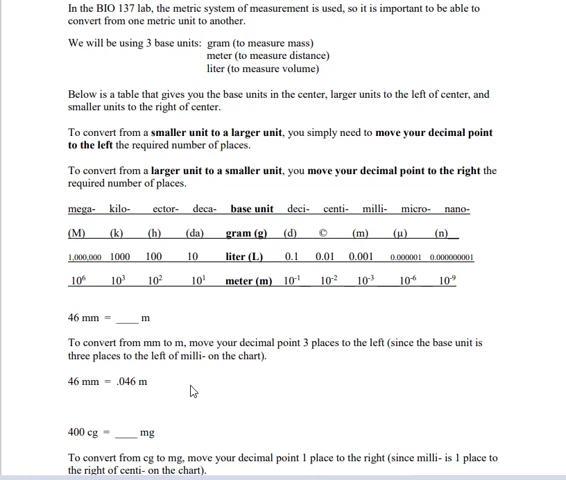 In the BIO 137 lab, the metric system of measurement is used, so it is important to be able to
convert from one metric unit to another.
We will be using 3 base units: gram (to measure mass)
meter (to measure distance)
liter (to measure volume)
Below is a table that gives you the base units in the center, larger units to the left of center, and
smaller units to the right of center.
To convert from a smaller unit to a larger unit, you simply need to move your decimal point
to the left the required number of places.
To convert from a larger unit to a smaller unit, you move your decimal point to the right the
required number of places.
mega- kilo- ector- deca- base unit deci- centi- milli- micro- nano-
(M) (k) (h) (da) gram (g) (d) © (m) (µ) (n)
1,000,000 1000 100 10 liter (L) 0.1 0.01 0.001 0.000001 0.000000001
10⁶ 10³ 10² 10¹ meter (m) 10⁻¹ 10⁻² 10⁻³ 10⁻⁶ 10⁻⁹
46 mm = ____ m
To convert from mm to m, move your decimal point 3 places to the left (since the base unit is
three places to the left of milli- on the chart).
46 mm = .046 m
400 cg = ____ mg
To convert from cg to mg, move your decimal point 1 place to the right (since milli- is 1 place to
the right of centi- on the chart).